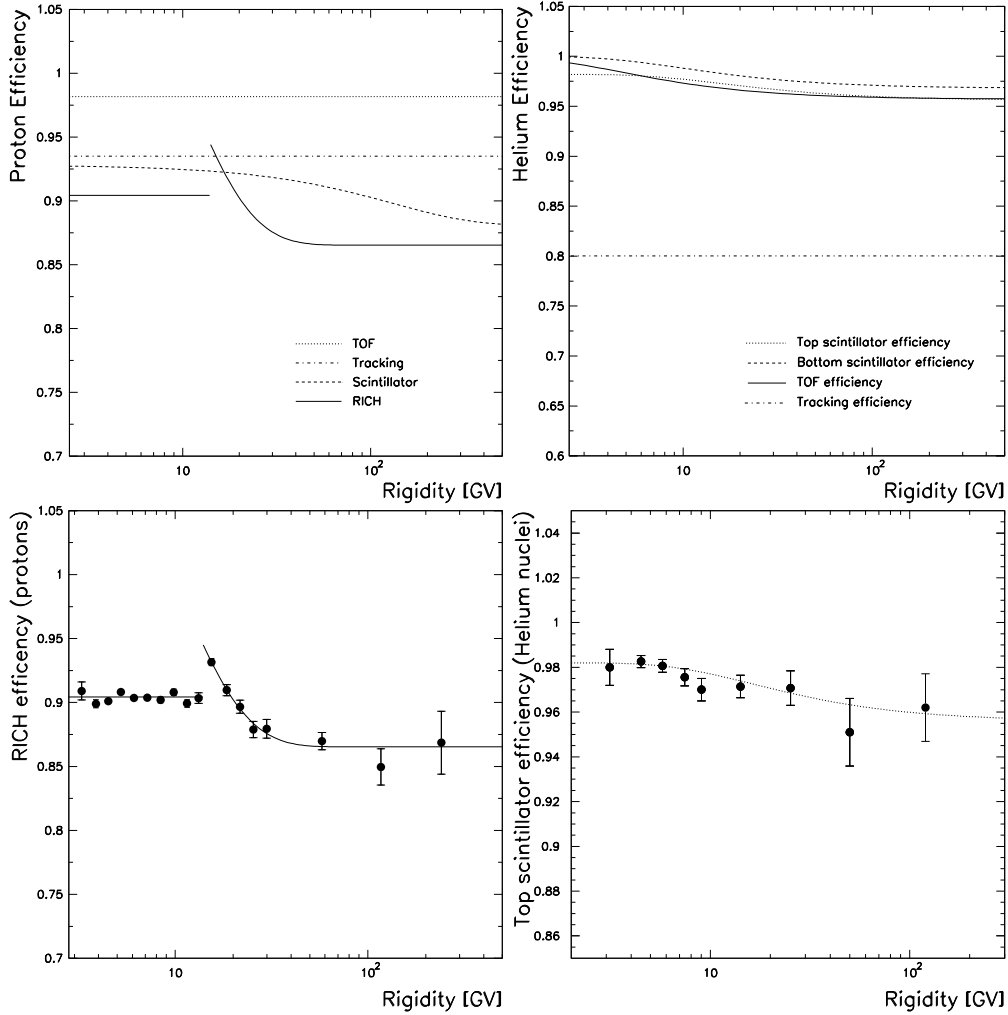 Proton Efficiency
1.05
1
0.95
0.9
0.85
0.8
0.75
0.7
TOF
Tracking
Scintillator
RICH
10
10²
Rigidity [GV]
Helium Efficiency
1.05
1
0.95
0.9
0.85
0.8
0.75
0.7
0.65
0.6
Top scintillator efficiency
Bottom scintillator efficiency
TOF efficiency
Tracking efficiency
10
10²
Rigidity [GV]
RICH efficency (protons)
1.05
1
0.95
0.9
0.85
0.8
0.75
0.7
10
10²
Rigidity [GV]
Top scintillator efficiency (Helium nuclei)
1.04
1.02
1
0.98
0.96
0.94
0.92
0.9
0.88
0.86
10
10²
Rigidity [GV]